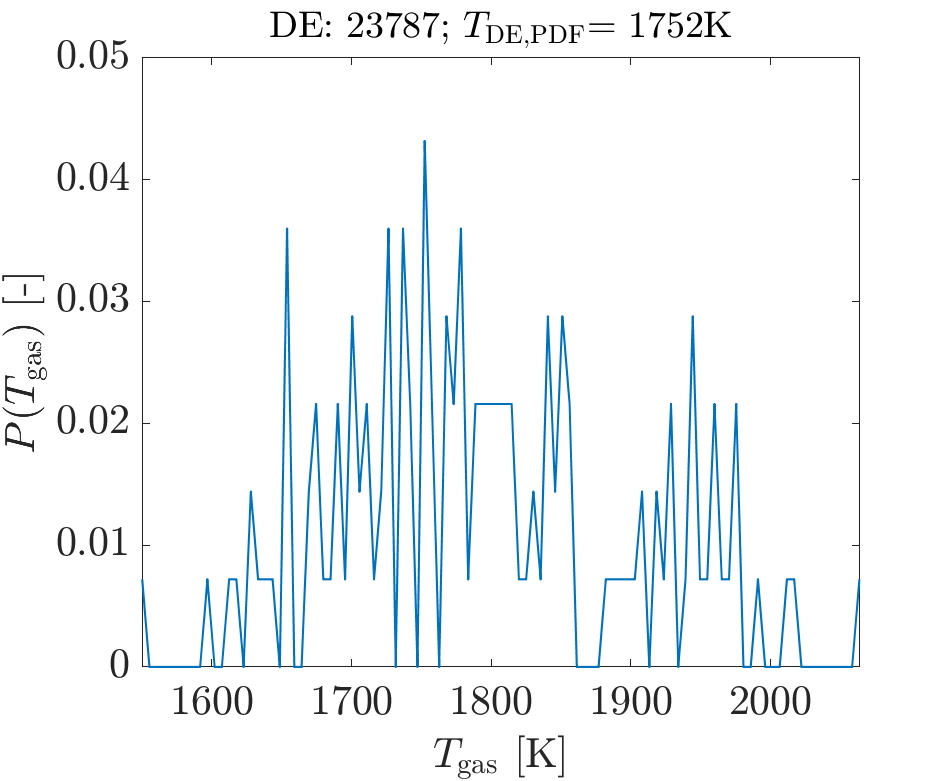 DE: 23787; T_DE,PDF= 1752K
0.05
0.04
0.03
0.02
0.01
0
P(T_gas) [-]
1600 1700 1800 1900 2000
T_gas [K]